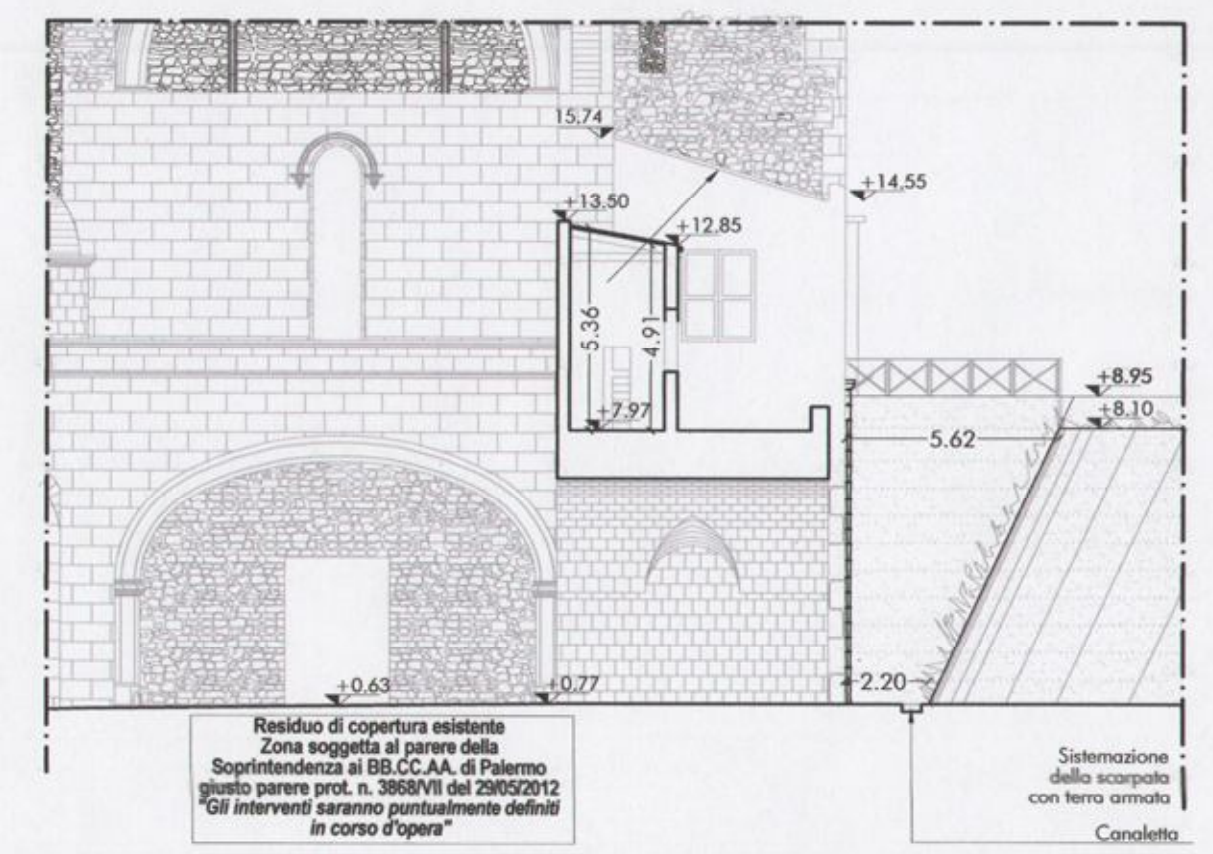 15,74
+14,55
+13.50
+12.85
5.36
4.91
+8.95
+7.97
+8.10
5.62
+0.63
+0.77
2.20
Residuo di copertura esistente
Zona soggetta al parere della
Soprintendenza ai BB.CC.AA. di Palermo
giusto parere prot. n. 3868/VII del 29/05/2012
"Gli interventi saranno puntualmente definiti
in corso d'opera"
Sistemazione
della scarpata
con terra armata
Canaletta